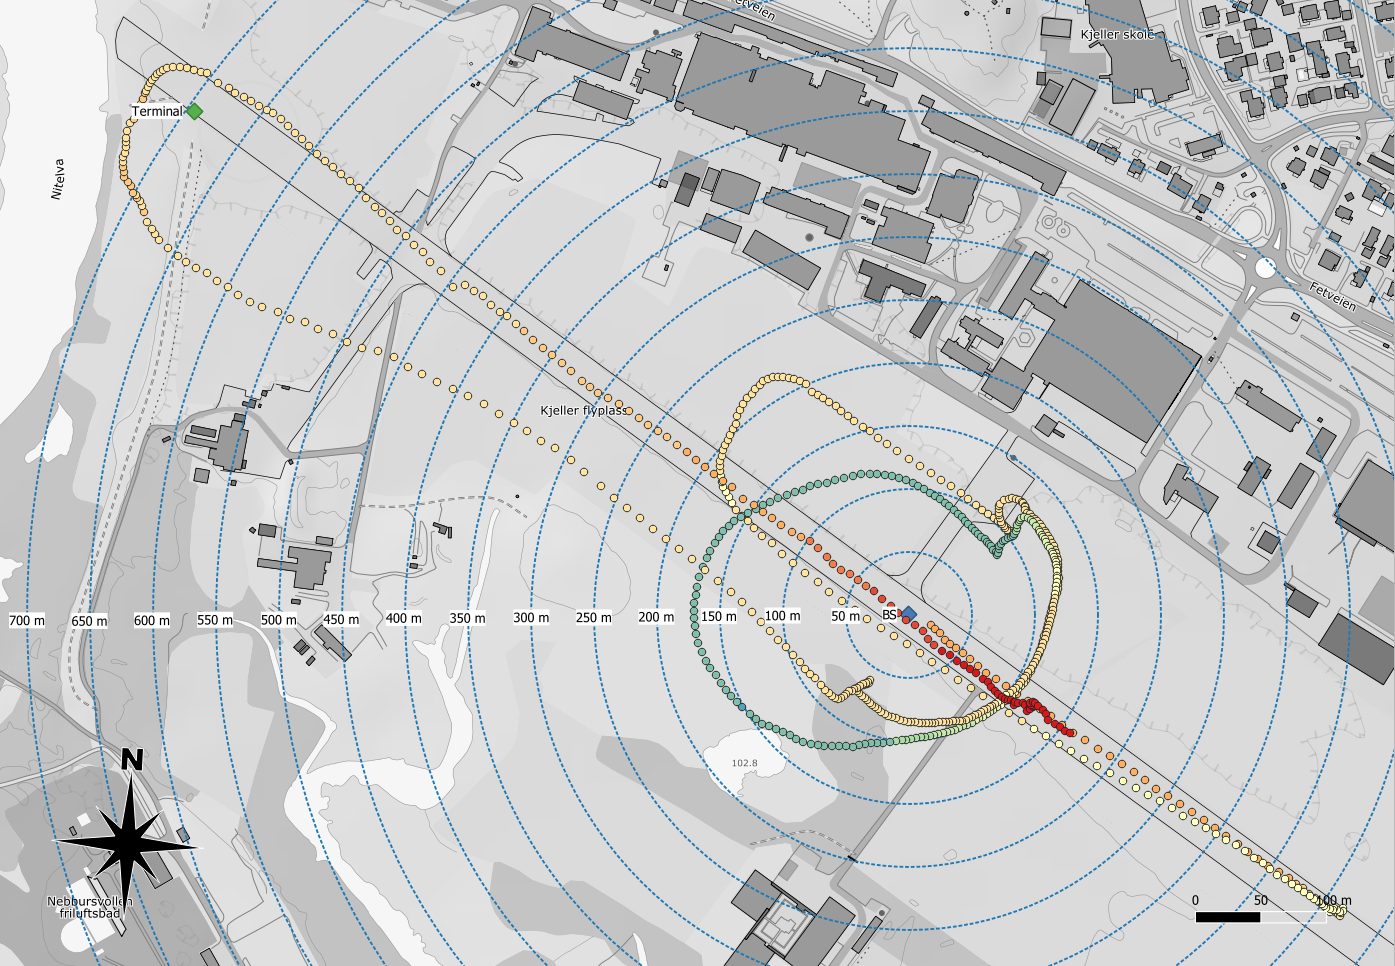 Fetveien
Kjeller skole
Terminal
Nitelva
Fetveien
Kjeller flyplass
BS
700 m
650 m
600 m
550 m
500 m
450 m
400 m
350 m
300 m
250 m
200 m
150 m
100 m
50 m
102.8
N
Nebbursvollen
friluftsbad
0
50
100 m